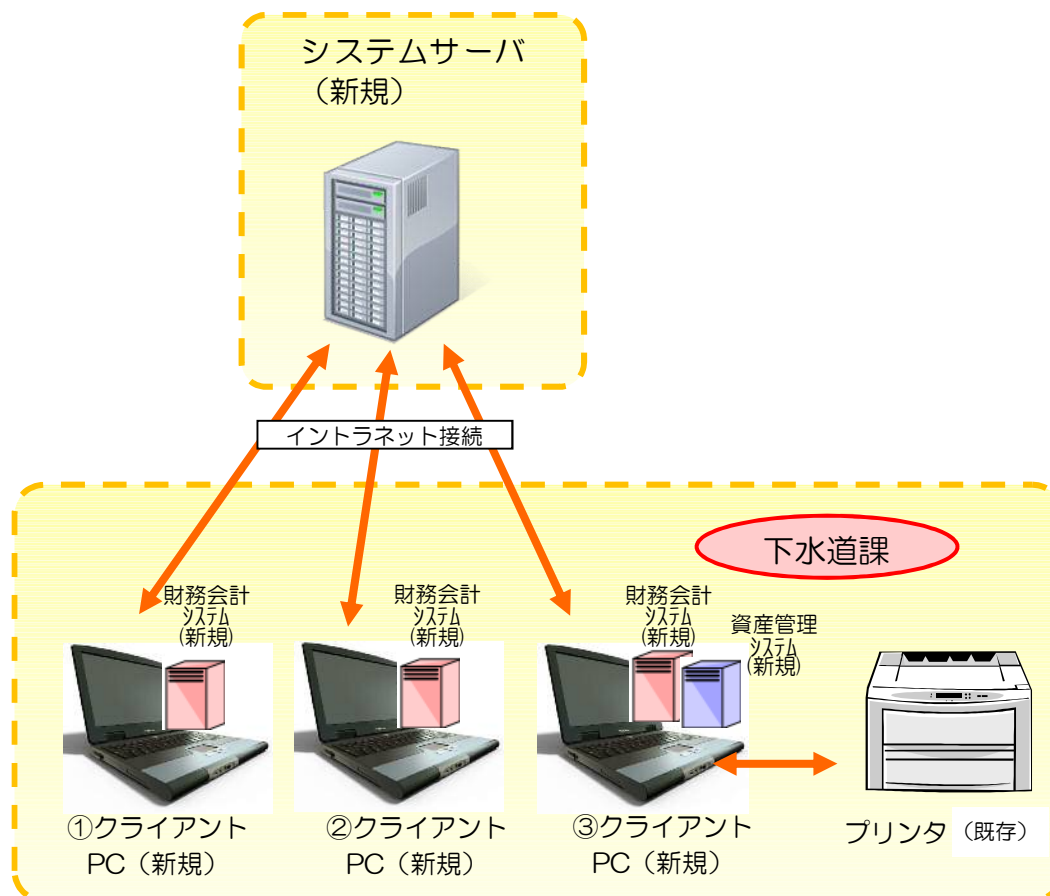 システムサーバ
（新規）
イントラネット接続
下水道課
財務会計
ｼｽﾃﾑ
(新規)
財務会計
ｼｽﾃﾑ
(新規)
財務会計
ｼｽﾃﾑ
(新規)
資産管理
ｼｽﾃﾑ
(新規)
①クライアント
PC（新規）
②クライアント
PC（新規）
③クライアント
PC（新規）
プリンタ（既存）